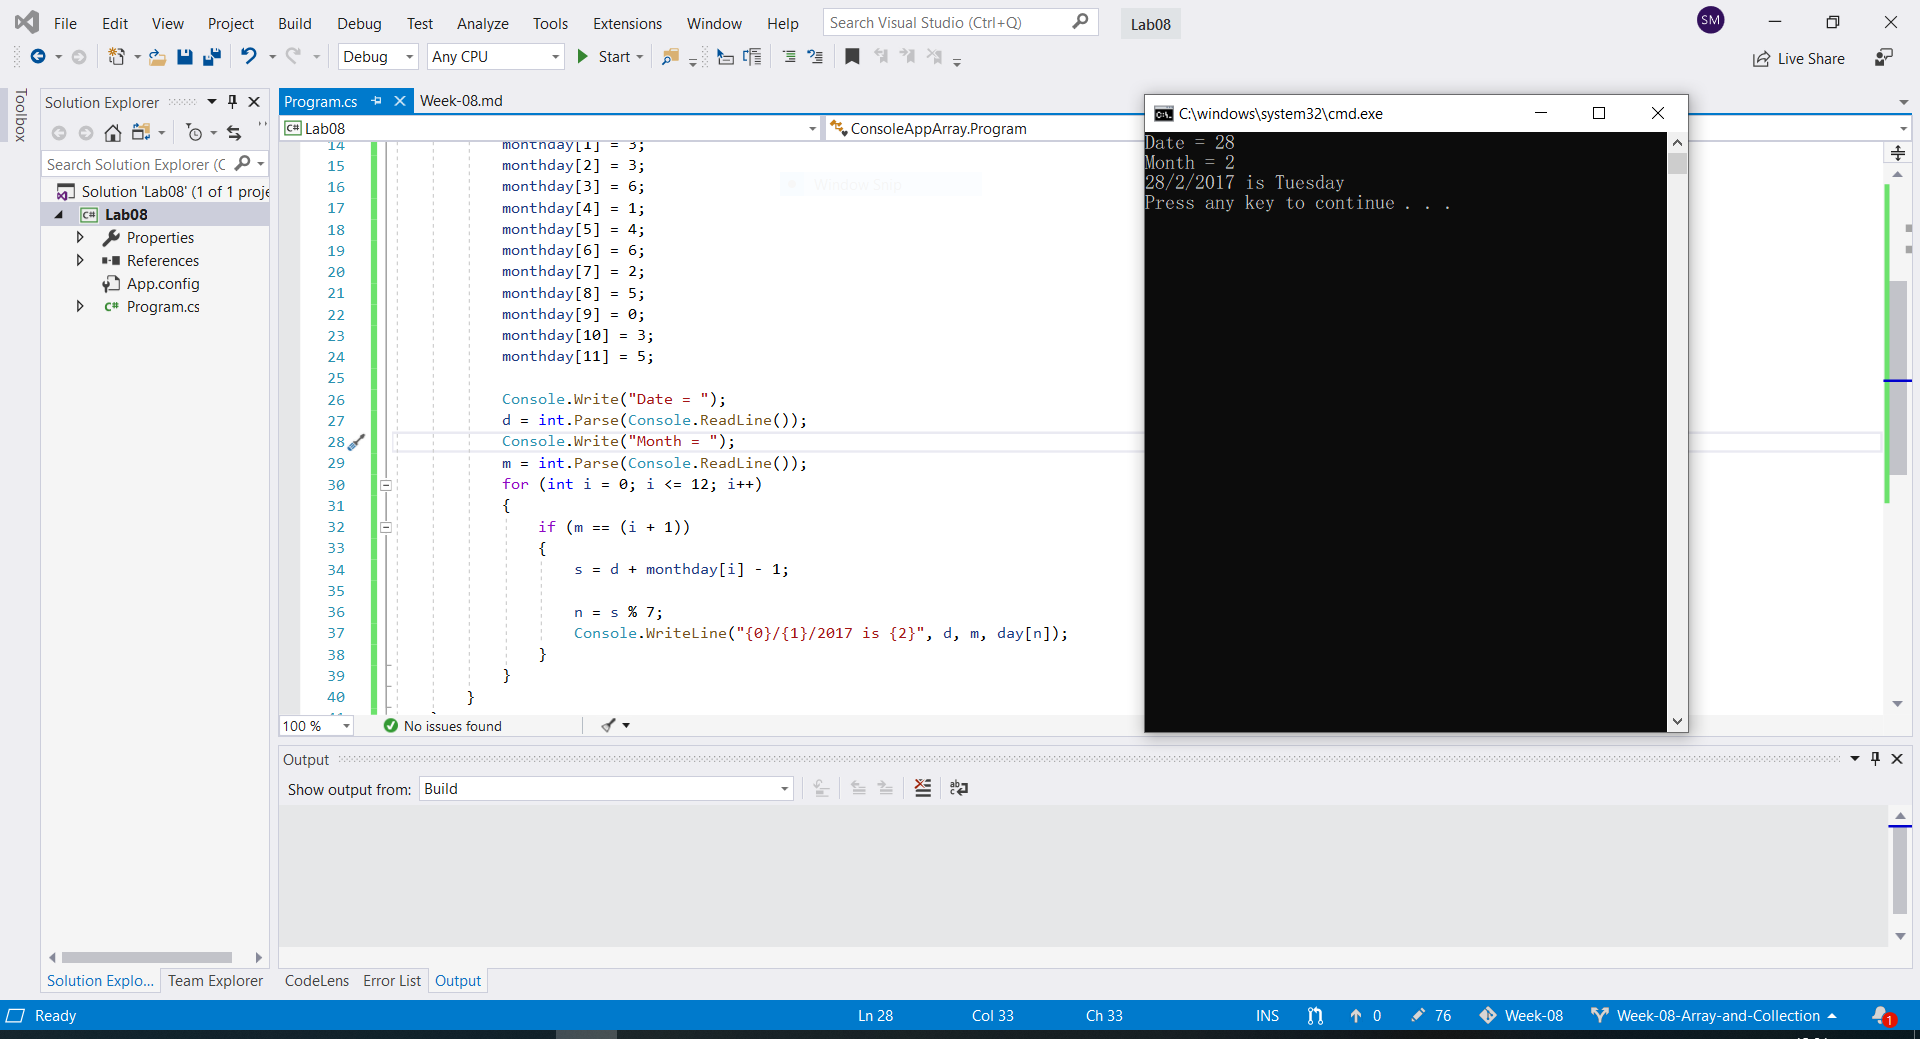 File Edit View Project Build Debug Test Analyze Tools Extensions Window Help Search Visual Studio (Ctrl+Q) Lab08 SM
Debug Any CPU Start Live Share
Toolbox
Solution Explorer
Search Solution Explorer (C
Solution 'Lab08' (1 of 1 proje
C# Lab08
Properties
References
App.config
C# Program.cs
Solution Explo... Team Explorer
Program.cs Week-08.md
C# Lab08 ConsoleAppArray.Program
14 monthday[1] = 3;
15 monthday[2] = 3;
16 monthday[3] = 6;
17 monthday[4] = 1;
18 monthday[5] = 4;
19 monthday[6] = 6;
20 monthday[7] = 2;
21 monthday[8] = 5;
22 monthday[9] = 0;
23 monthday[10] = 3;
24 monthday[11] = 5;
25
26 Console.Write("Date = ");
27 d = int.Parse(Console.ReadLine());
28 Console.Write("Month = ");
29 m = int.Parse(Console.ReadLine());
30 for (int i = 0; i <= 12; i++)
31 {
32 if (m == (i + 1))
33 {
34 s = d + monthday[i] - 1;
35
36 n = s % 7;
37 Console.WriteLine("{0}/{1}/2017 is {2}", d, m, day[n]);
38 }
39 }
40 }
Window Snip
100 % No issues found
C:\windows\system32\cmd.exe
Date = 28
Month = 2
28/2/2017 is Tuesday
Press any key to continue . . .
Output
Show output from: Build
CodeLens Error List Output
Ready Ln 28 Col 33 Ch 33 INS 0 76 Week-08 Week-08-Array-and-Collection 1